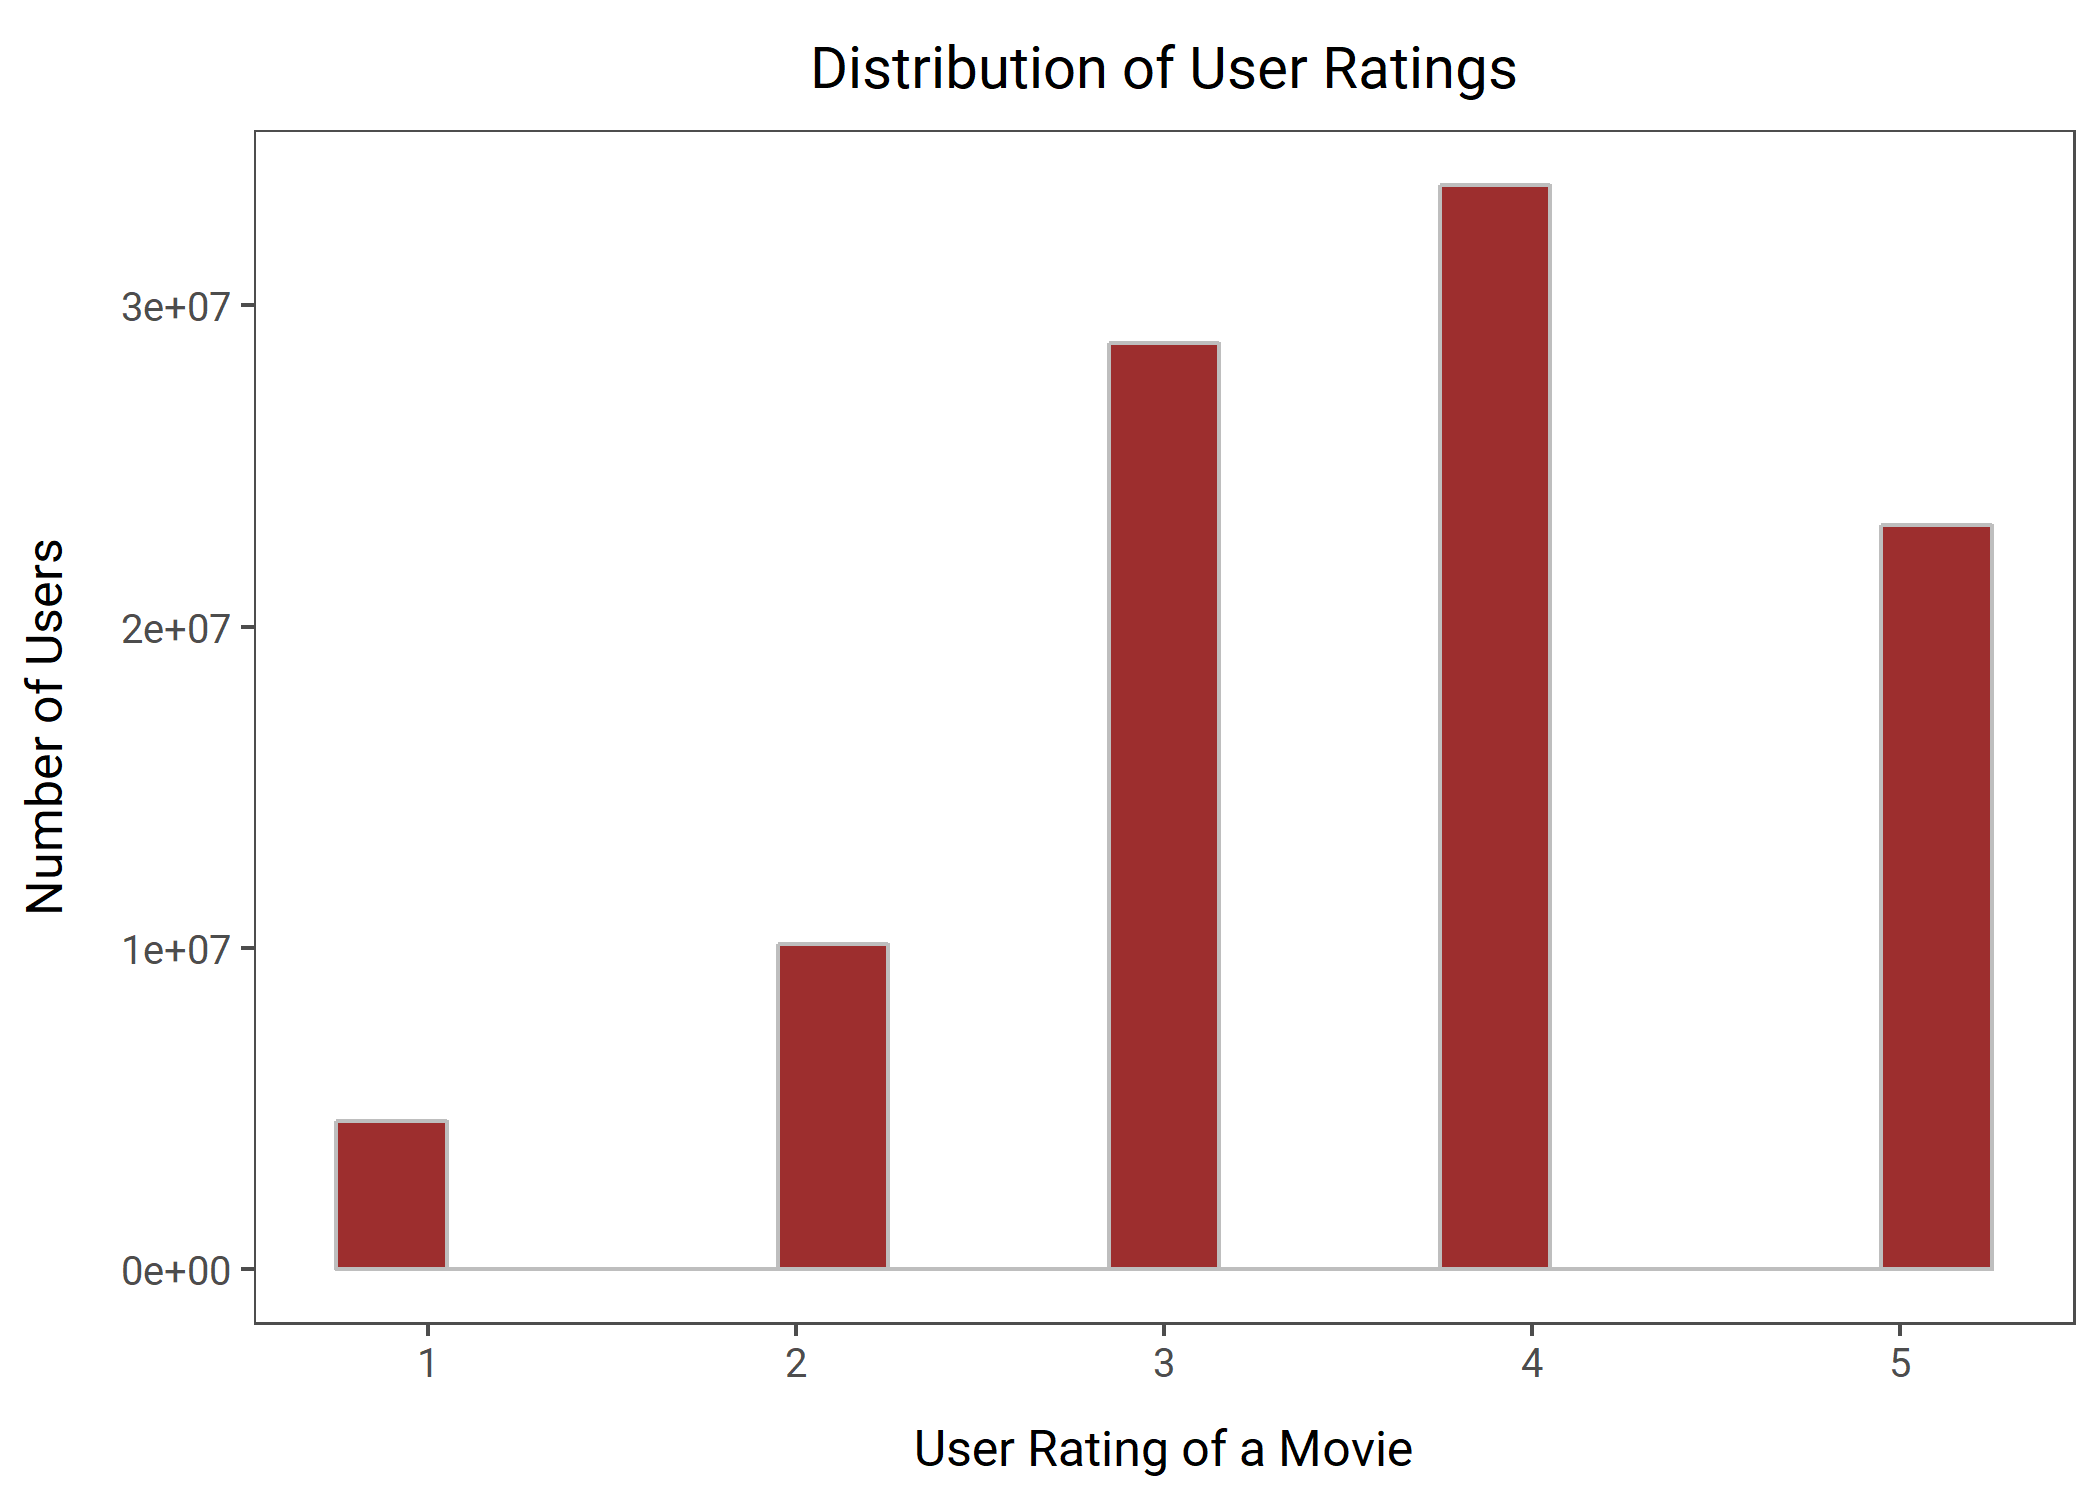 Distribution of User Ratings
Number of Users
3e+07
2e+07
1e+07
0e+00
1 2 3 4 5
User Rating of a Movie